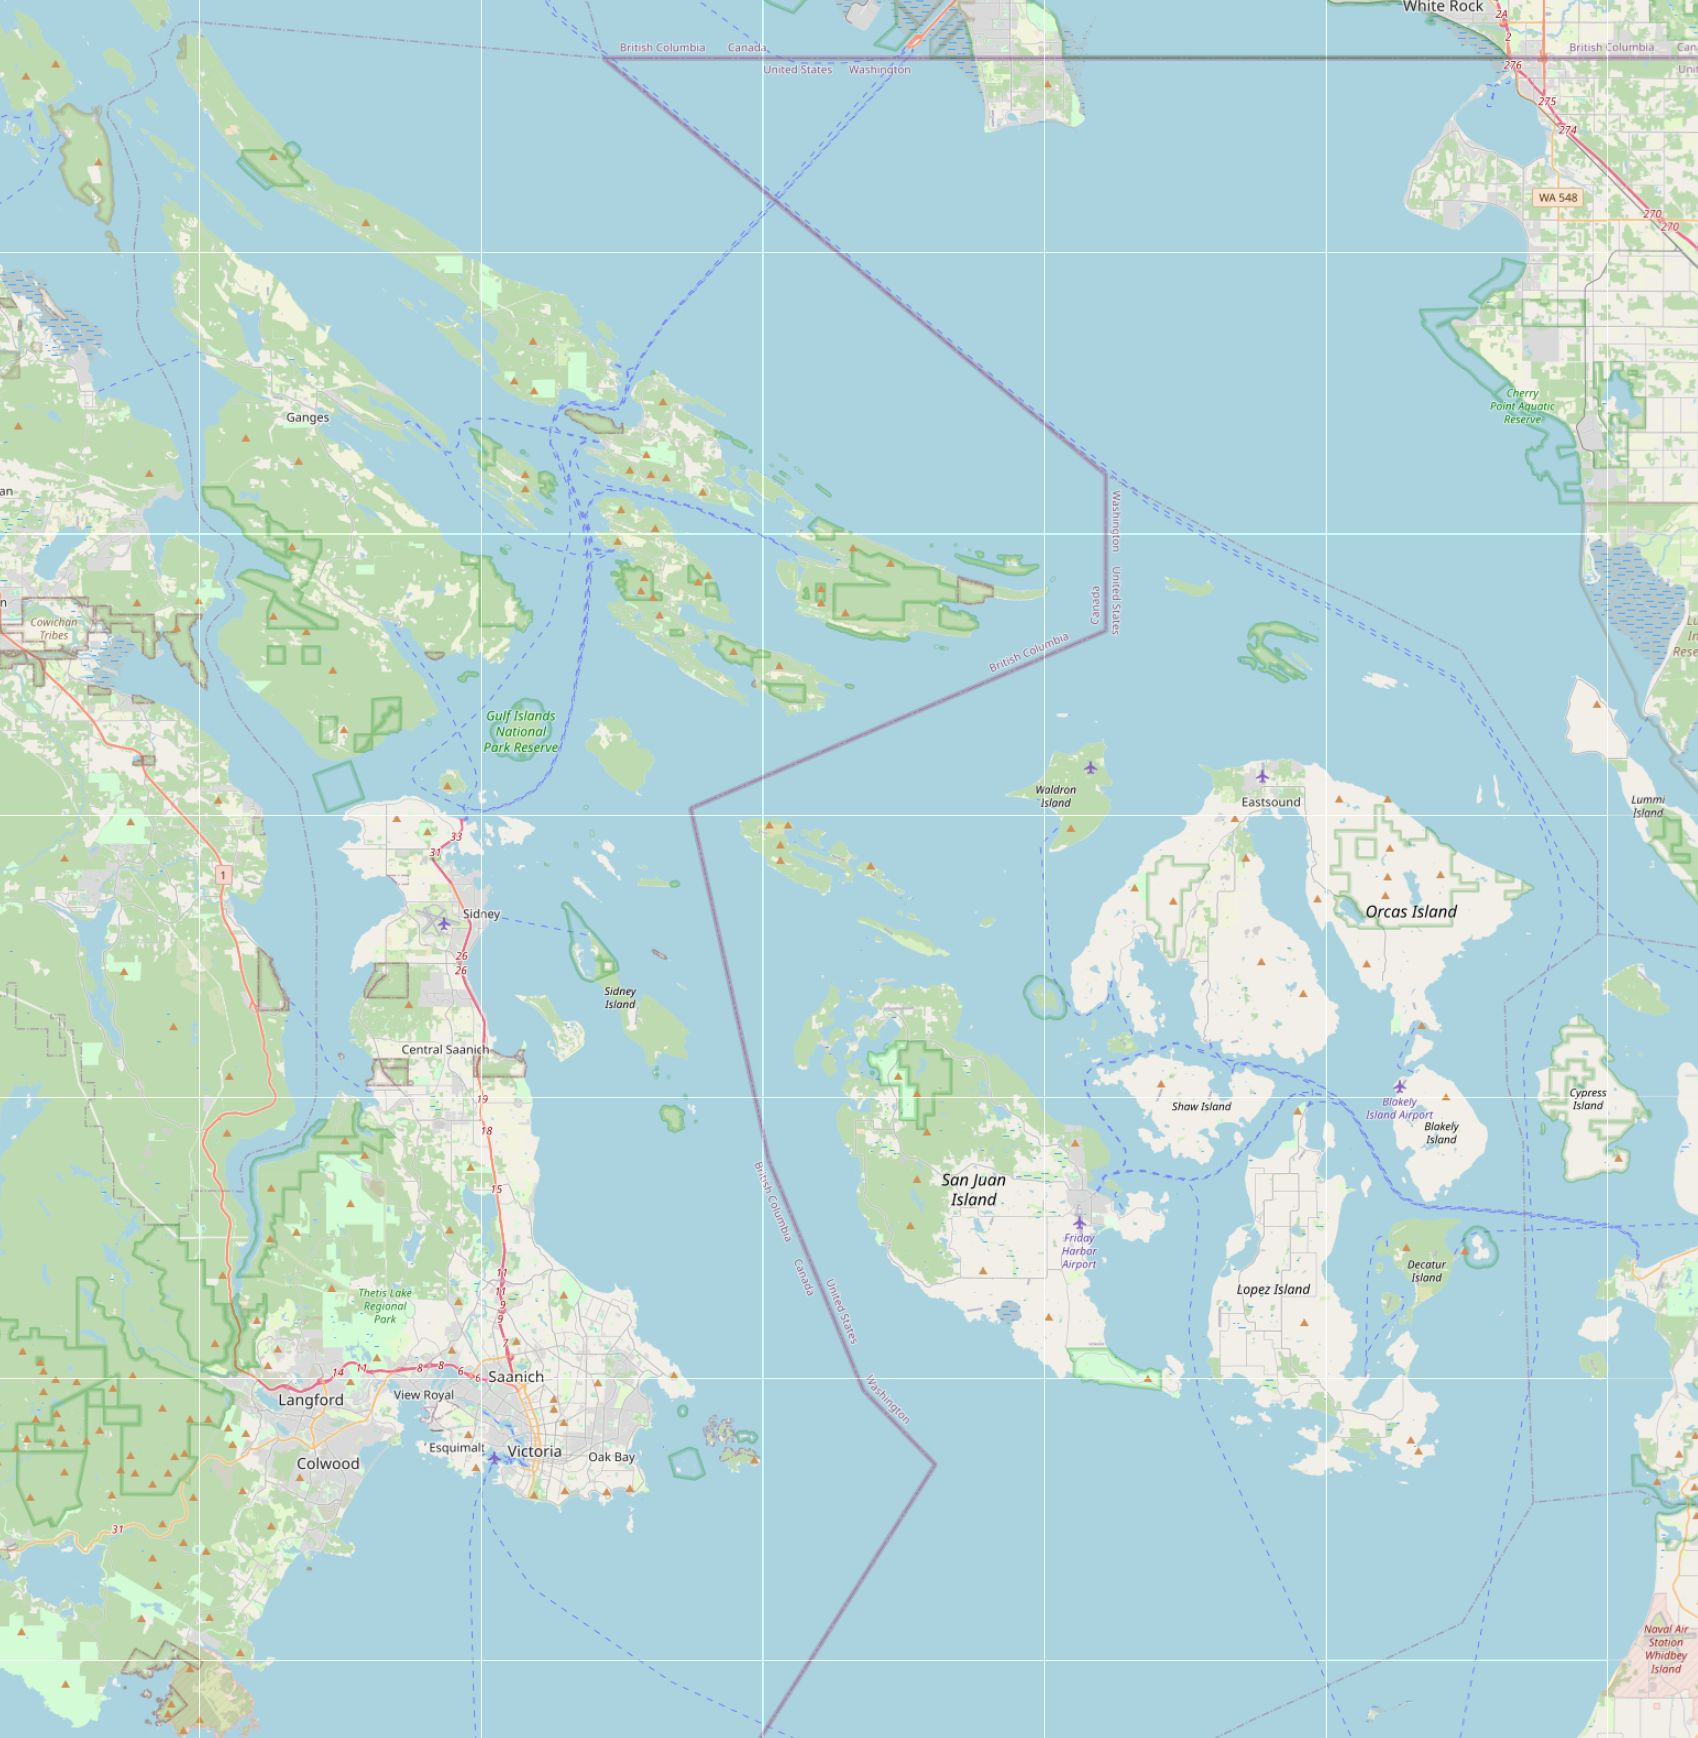 White Rock
2A
2
British Columbia
Canada
United States
Washington
British Columbia
276
275
274
WA 548
270
270
Cherry
Point Aquatic
Reserve
Ganges
Washington
United States
Canada
British Columbia
Cowichan
Tribes
Gulf Islands
National
Park Reserve
Waldron
Island
Eastsound
Lummi
Island
33
31
1
Sidney
Orcas Island
26
26
Sidney
Island
Central Saanich
19
18
15
Shaw Island
Blakely
Island Airport
Blakely
Island
Cypress
Island
San Juan
Island
British Columbia
Canada
United States
Washington
Friday
Harbor
Airport
Decatur
Island
Lopez Island
Thetis Lake
Regional
Park
11
11
9
9
7
14
11
8
8
6
6
Saanich
View Royal
Langford
Esquimalt
Victoria
Oak Bay
Colwood
31
Naval Air
Station
Whidbey
Island